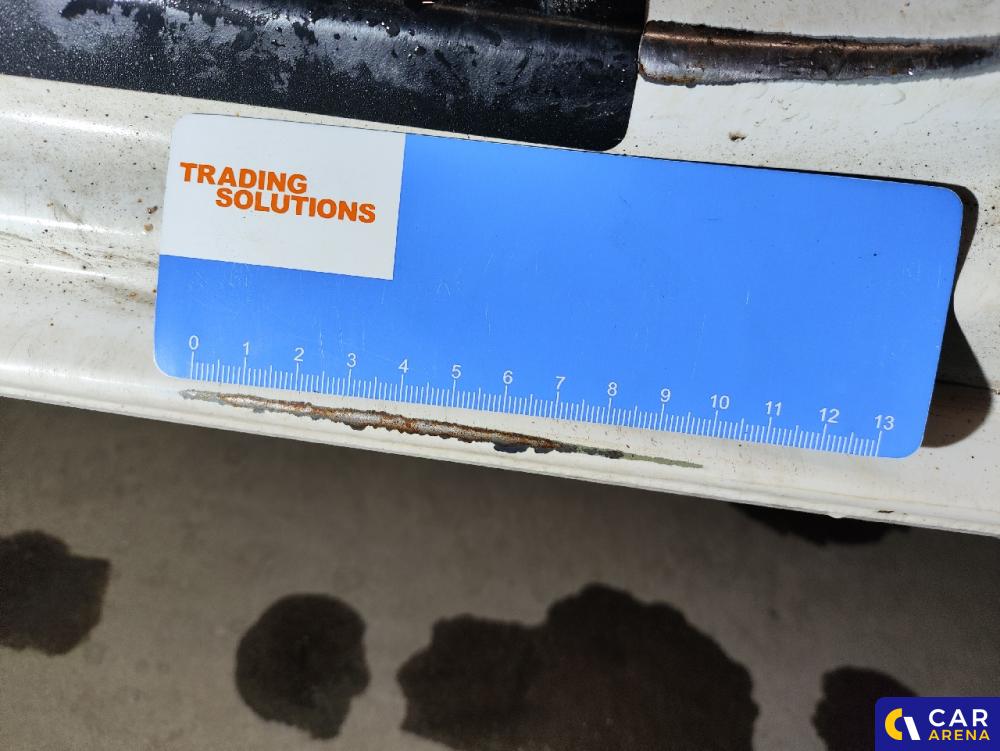 TRADING
SOLUTIONS
0 1 2 3 4 5 6 7 8 9 10 11 12 13
CAR
ARENA